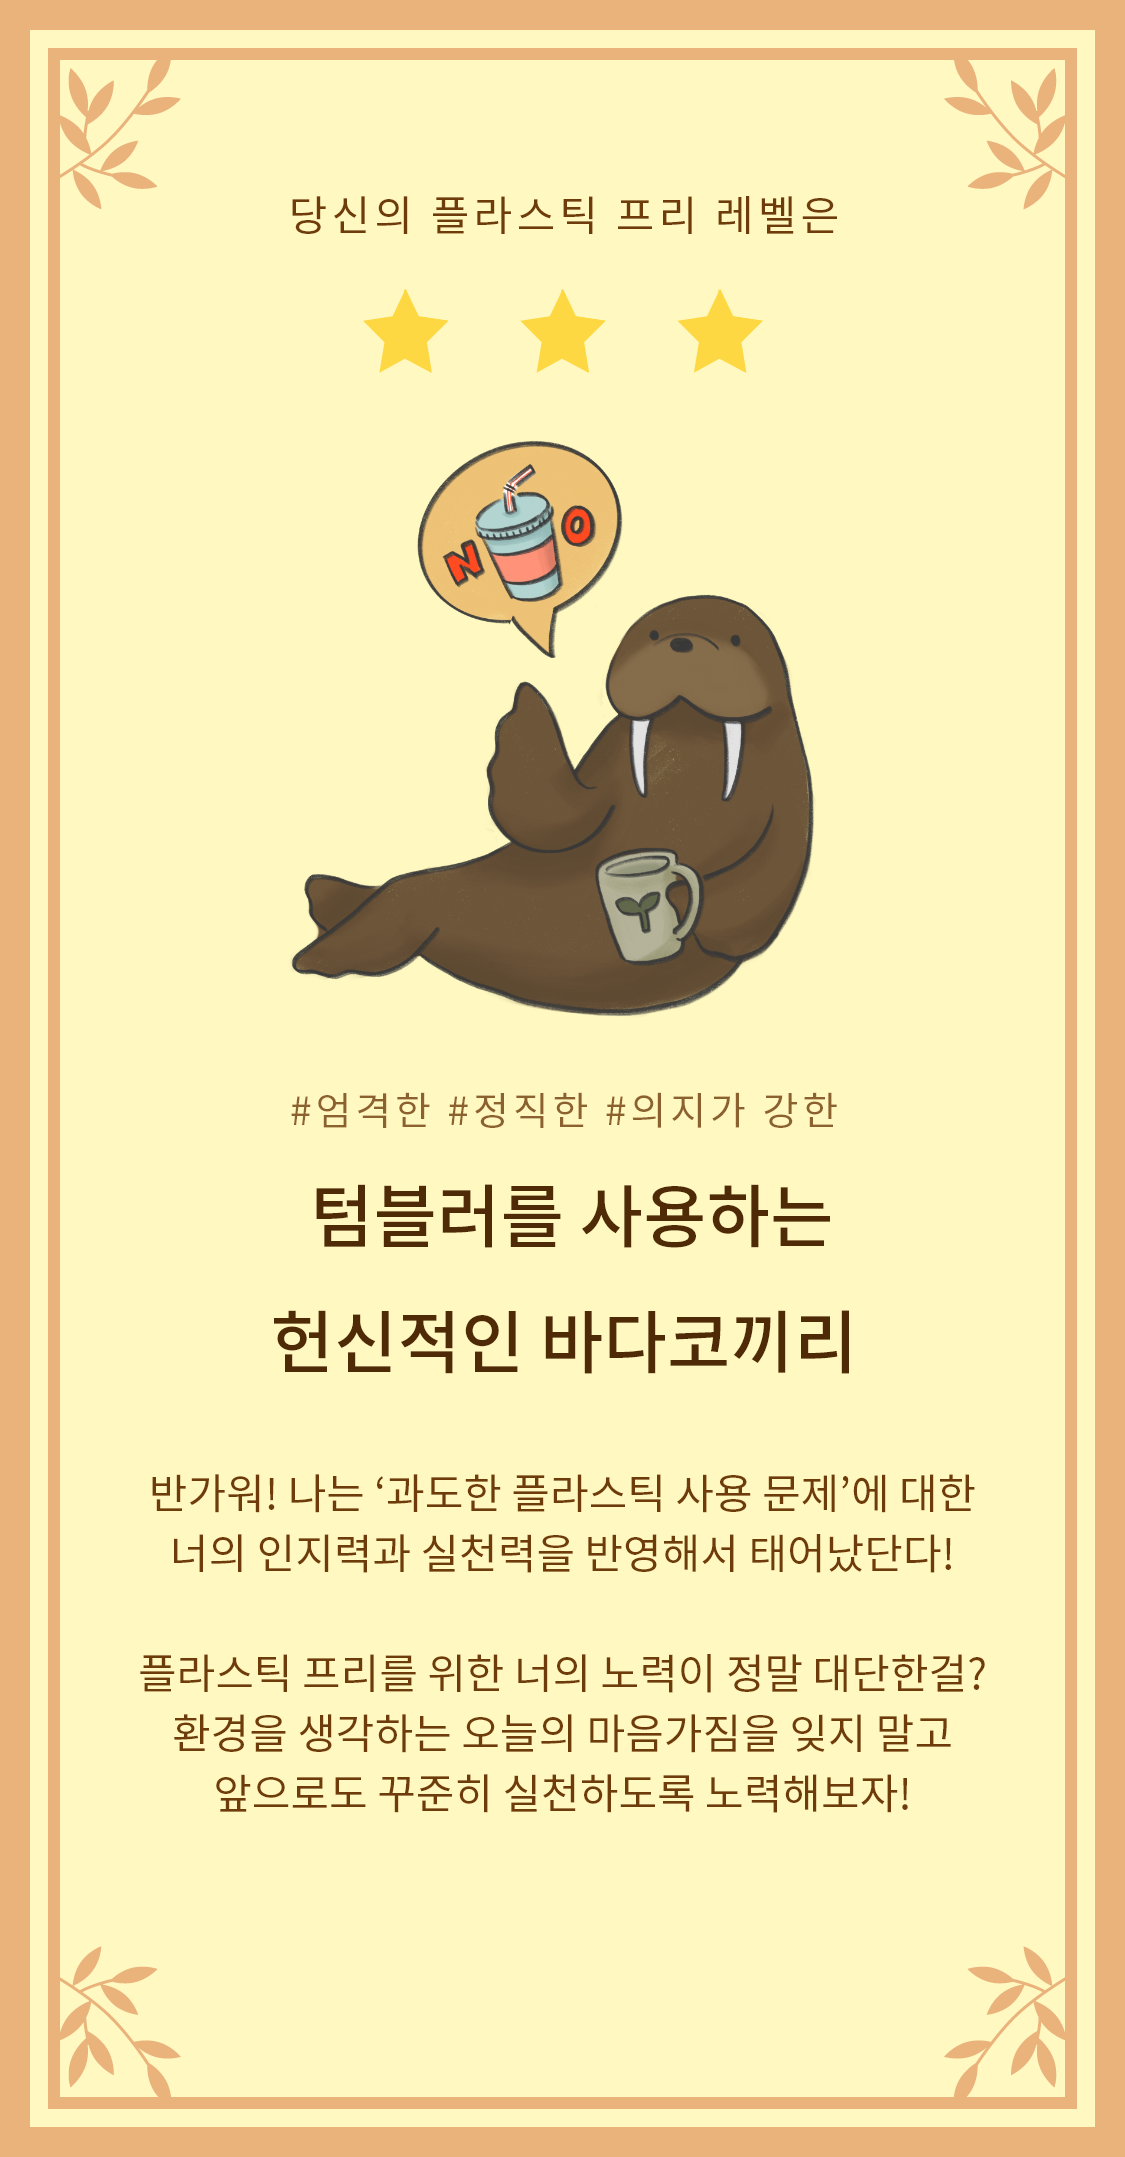 당신의 플라스틱 프리 레벨은
N O
#엄격한 #정직한 #의지가 강한
텀블러를 사용하는
헌신적인 바다코끼리
반가워! 나는 ‘과도한 플라스틱 사용 문제’에 대한
너의 인지력과 실천력을 반영해서 태어났단다!
플라스틱 프리를 위한 너의 노력이 정말 대단한걸?
환경을 생각하는 오늘의 마음가짐을 잊지 말고
앞으로도 꾸준히 실천하도록 노력해보자!